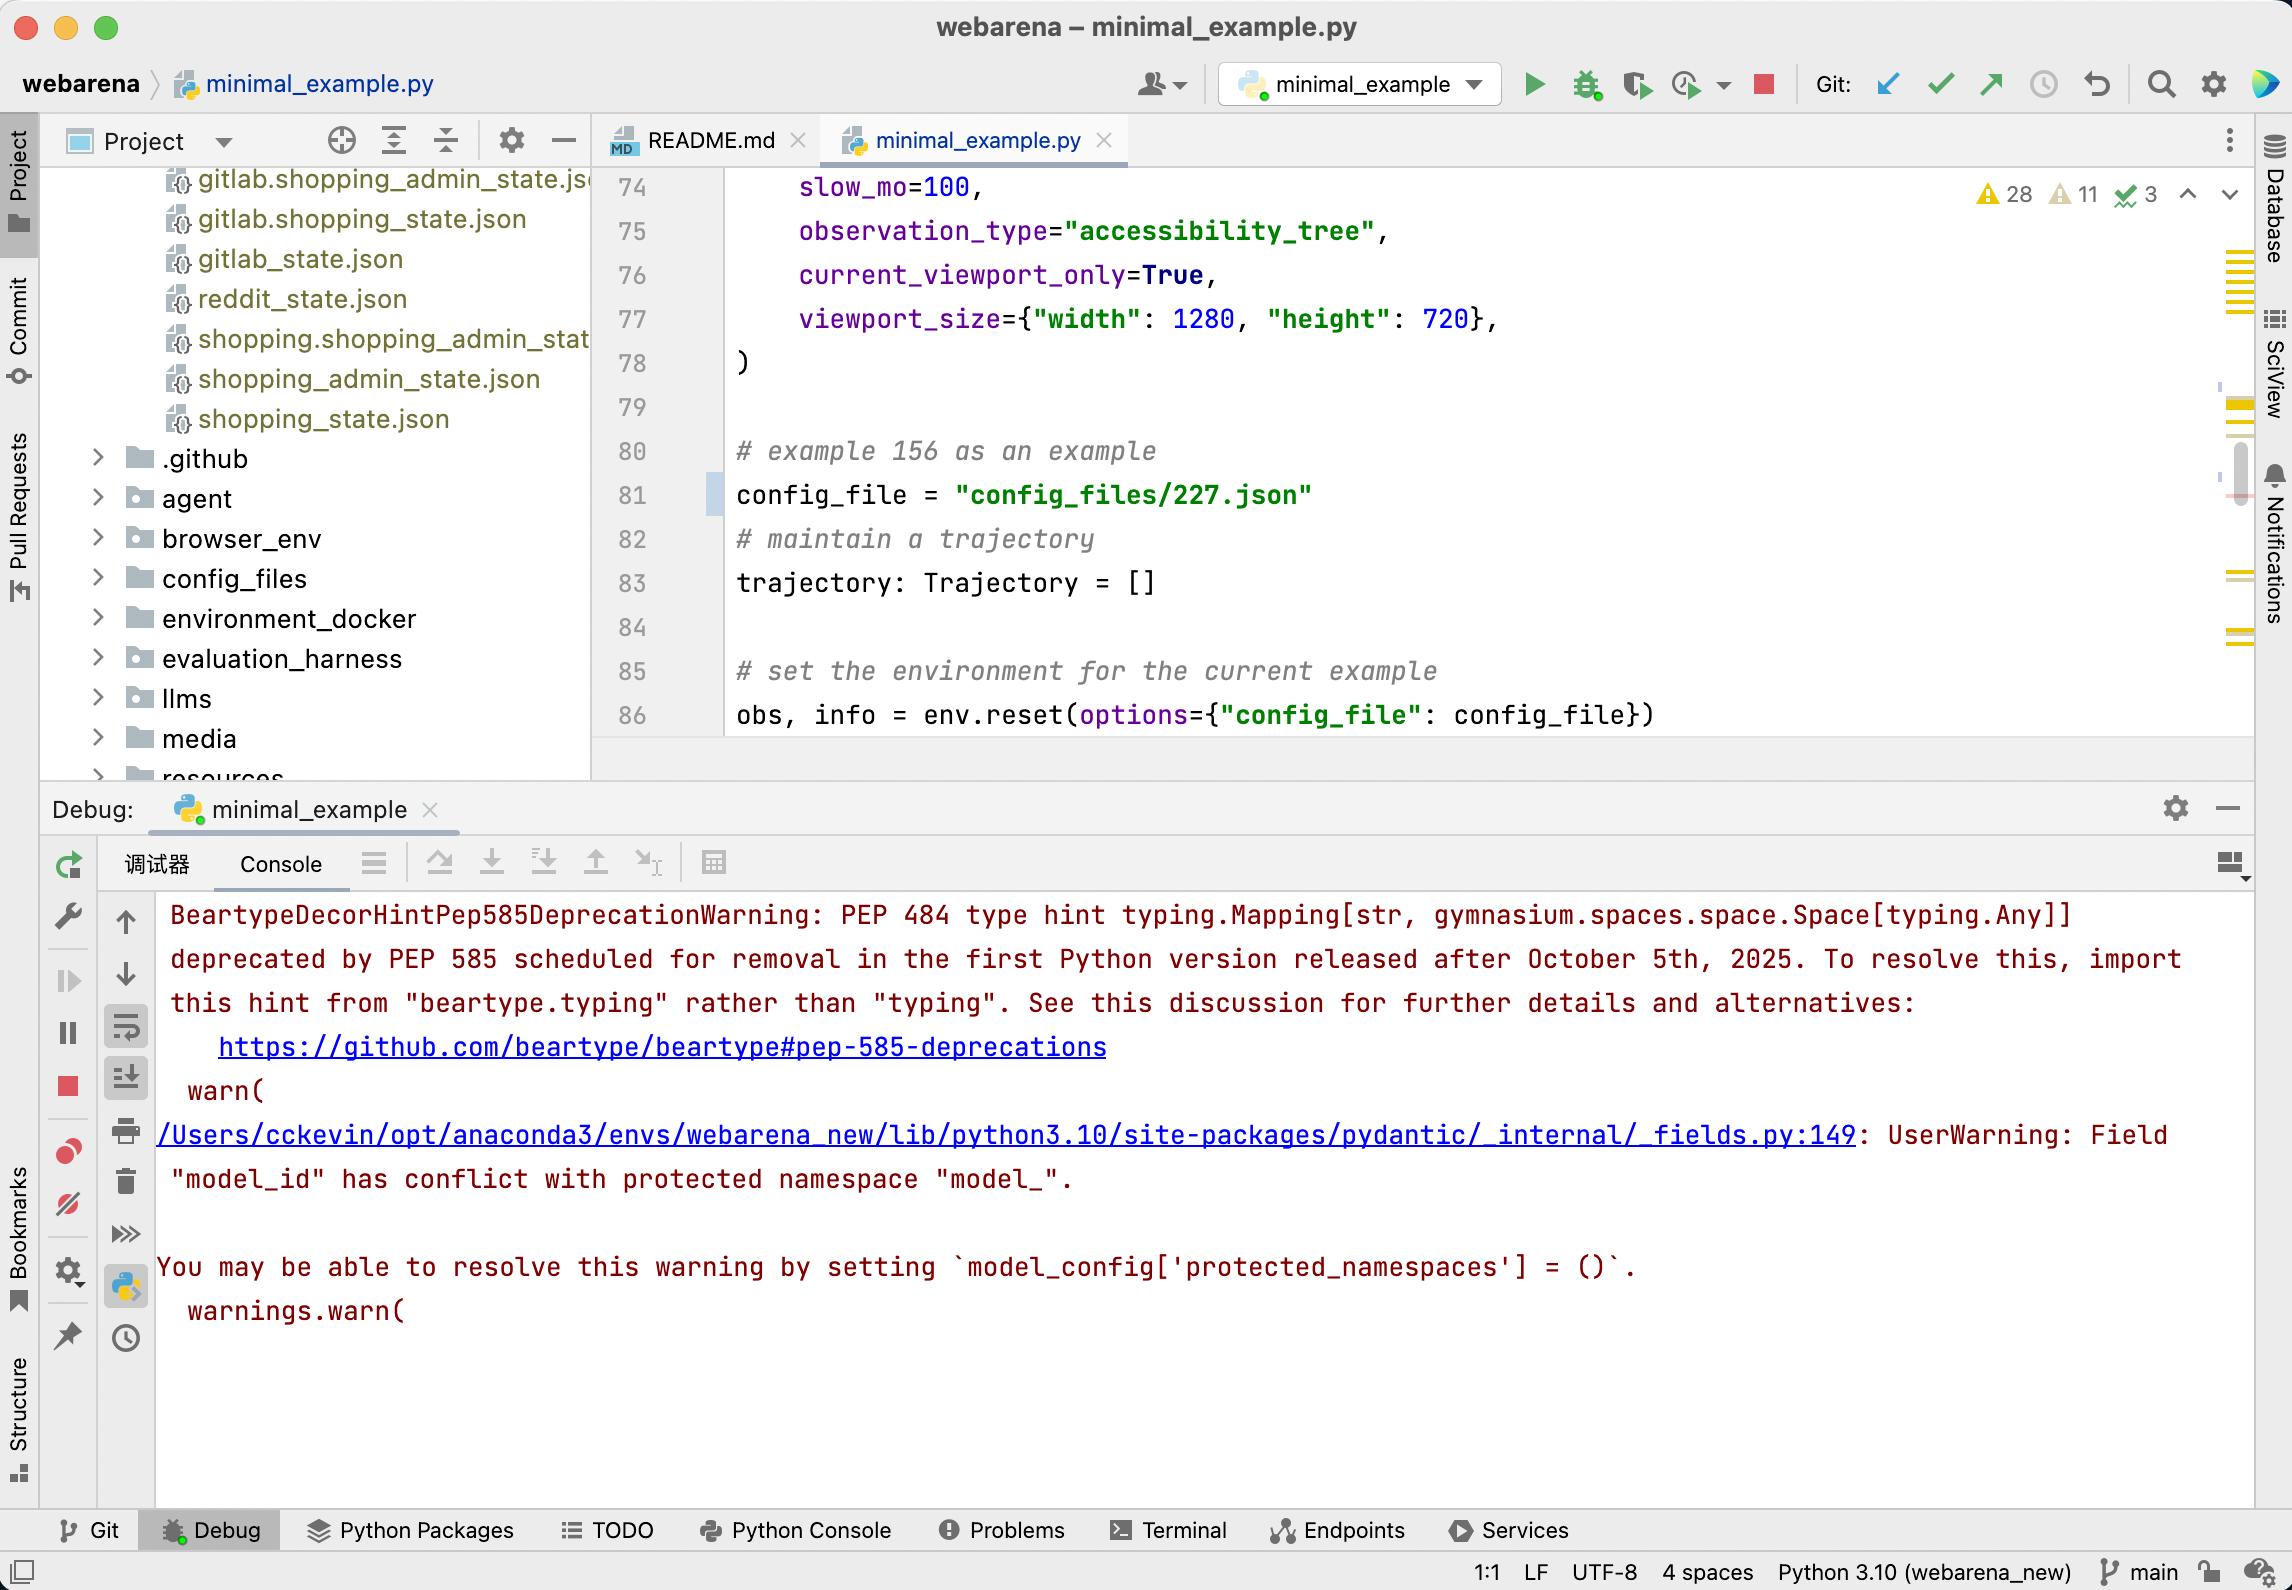 webarena – minimal_example.py
webarena
minimal_example.py
minimal_example
Git:
Project
README.md
minimal_example.py
Project
Commit
Pull Requests
Bookmarks
Structure
gitlab.shopping_admin_state.js
gitlab.shopping_state.json
gitlab_state.json
reddit_state.json
shopping.shopping_admin_stat
shopping_admin_state.json
shopping_state.json
.github
agent
browser_env
config_files
environment_docker
evaluation_harness
llms
media
resources
28 11 3
74 slow_mo=100,
75 observation_type="accessibility_tree",
76 current_viewport_only=True,
77 viewport_size={"width": 1280, "height": 720},
78 )
79
80 # example 156 as an example
81 config_file = "config_files/227.json"
82 # maintain a trajectory
83 trajectory: Trajectory = []
84
85 # set the environment for the current example
86 obs, info = env.reset(options={"config_file": config_file})
Database
SciView
Notifications
Debug:
minimal_example
调试器
Console
BeartypeDecorHintPep585DeprecationWarning: PEP 484 type hint typing.Mapping[str, gymnasium.spaces.space.Space[typing.Any]]
deprecated by PEP 585 scheduled for removal in the first Python version released after October 5th, 2025. To resolve this, import
this hint from "beartype.typing" rather than "typing". See this discussion for further details and alternatives:
https://github.com/beartype/beartype#pep-585-deprecations
warn(
/Users/cckevin/opt/anaconda3/envs/webarena_new/lib/python3.10/site-packages/pydantic/_internal/_fields.py:149: UserWarning: Field
"model_id" has conflict with protected namespace "model_".
You may be able to resolve this warning by setting `model_config['protected_namespaces'] = ()`.
warnings.warn(
Git
Debug
Python Packages
TODO
Python Console
Problems
Terminal
Endpoints
Services
1:1 LF UTF-8 4 spaces Python 3.10 (webarena_new) main